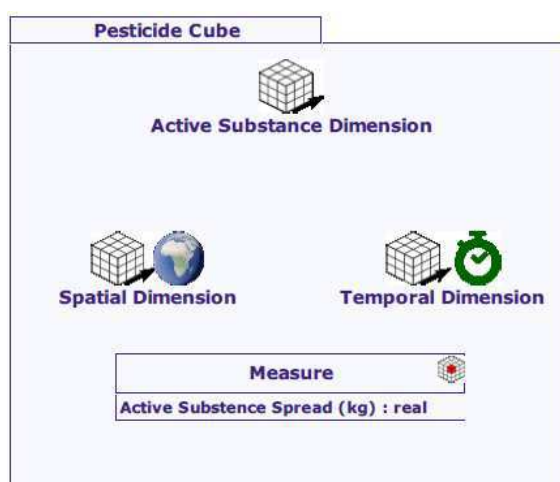 Pesticide Cube
Active Substance Dimension
Spatial Dimension
Temporal Dimension
Measure
Active Substence Spread (kg) : real